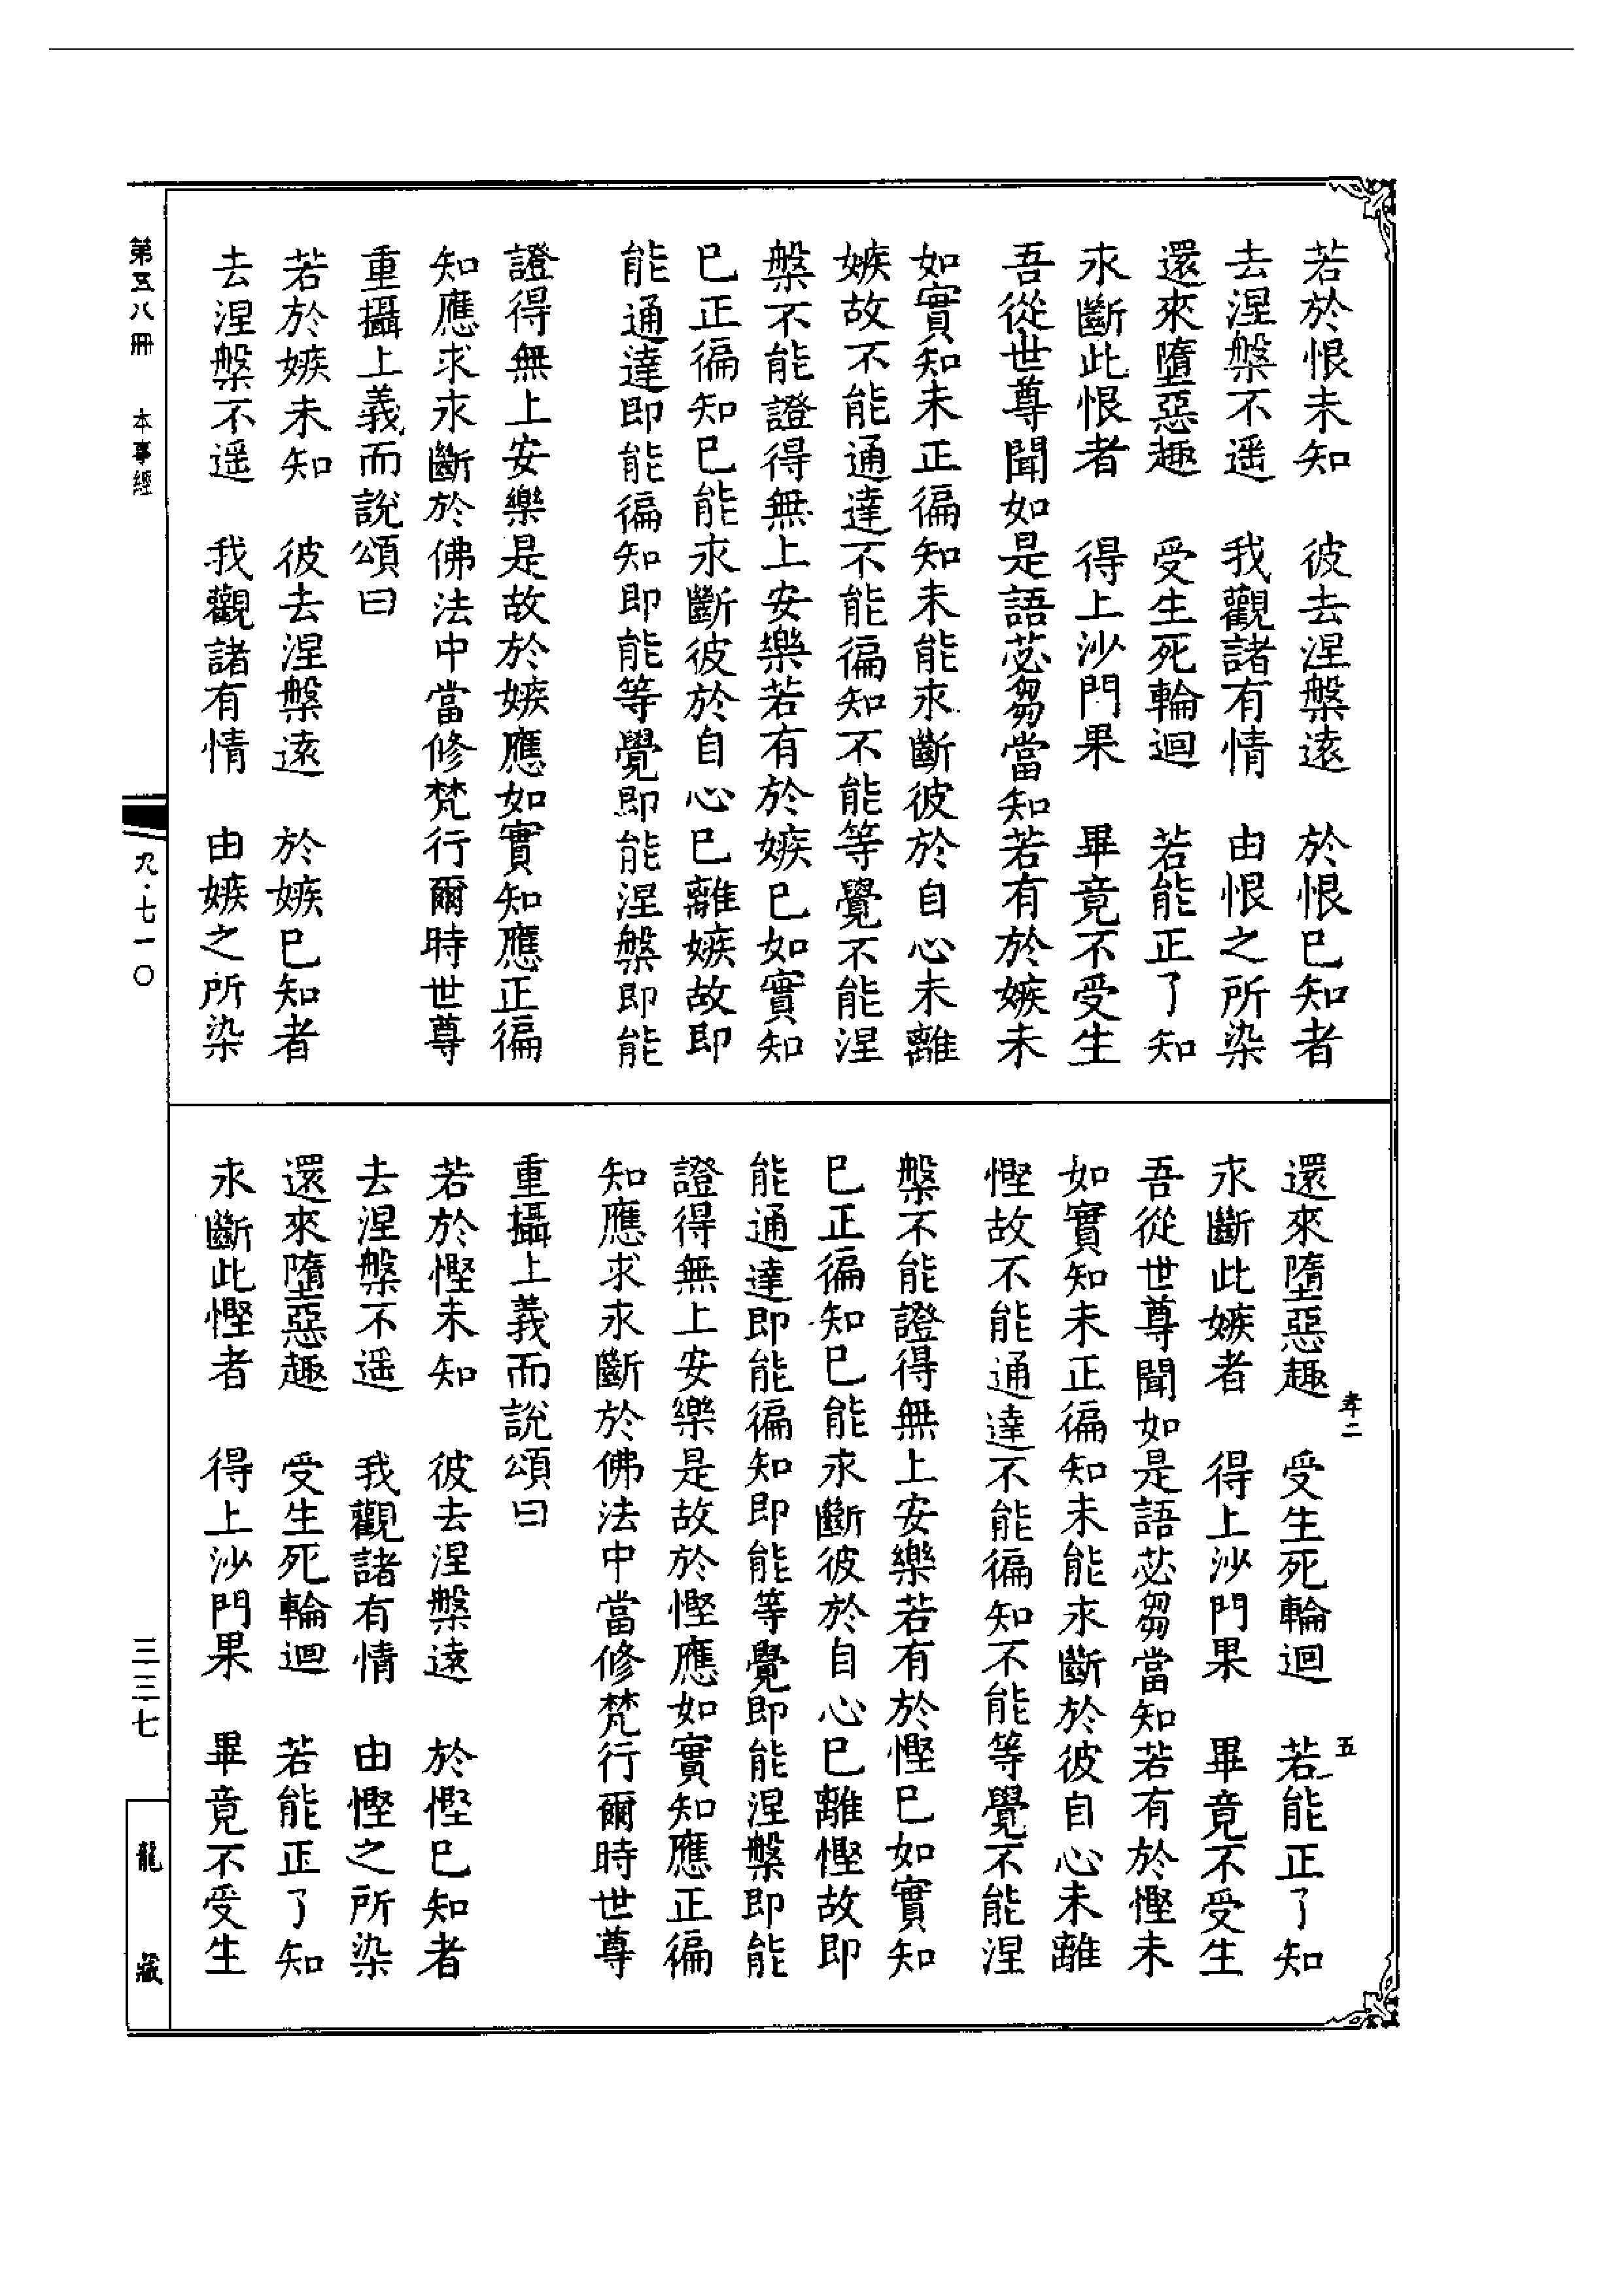 若於恨未知　彼去涅槃遠　於恨已知者
去涅槃不遥　我觀諸有情　由恨之所染
還來墮惡趣　受生死輪迴　若能正了知
永斷此恨者　得上沙門果　畢竟不受生
吾從世尊聞如是語苾芻當知若有於嫉未
如實知未正徧知未能永斷彼於自心未離
嫉故不能通達不能徧知不能等覺不能涅
槃不能證得無上安樂若有於嫉已如實知
已正徧知已能永斷彼於自心已離嫉故即
能通達即能徧知即能等覺即能涅槃即能
證得無上安樂是故於嫉應如實知應正徧
知應求永斷於佛法中當修梵行爾時世尊
重攝上義而說頌曰
若於嫉未知　彼去涅槃遠　於嫉已知者
去涅槃不遥　我觀諸有情　由嫉之所染
還來墮惡趣　受生死輪迴　若能正了知
永斷此嫉者　得上沙門果　畢竟不受生
吾從世尊聞如是語苾芻當知若有於慳未
如實知未正徧知未能永斷於彼自心未離
慳故不能通達不能徧知不能等覺不能涅
槃不能證得無上安樂若有於慳已如實知
已正徧知已能永斷彼於自心已離慳故即
能通達即能徧知即能等覺即能涅槃即能
證得無上安樂是故於慳應如實知應正徧
知應求永斷於佛法中當修梵行爾時世尊
重攝上義而說頌曰
若於慳未知　彼去涅槃遠　於慳已知者
去涅槃不遥　我觀諸有情　由慳之所染
還來墮惡趣　受生死輪迴　若能正了知
永斷此慳者　得上沙門果　畢竟不受生
孝二　五
第五八冊　本事經　九·七一〇　三三七　龍藏